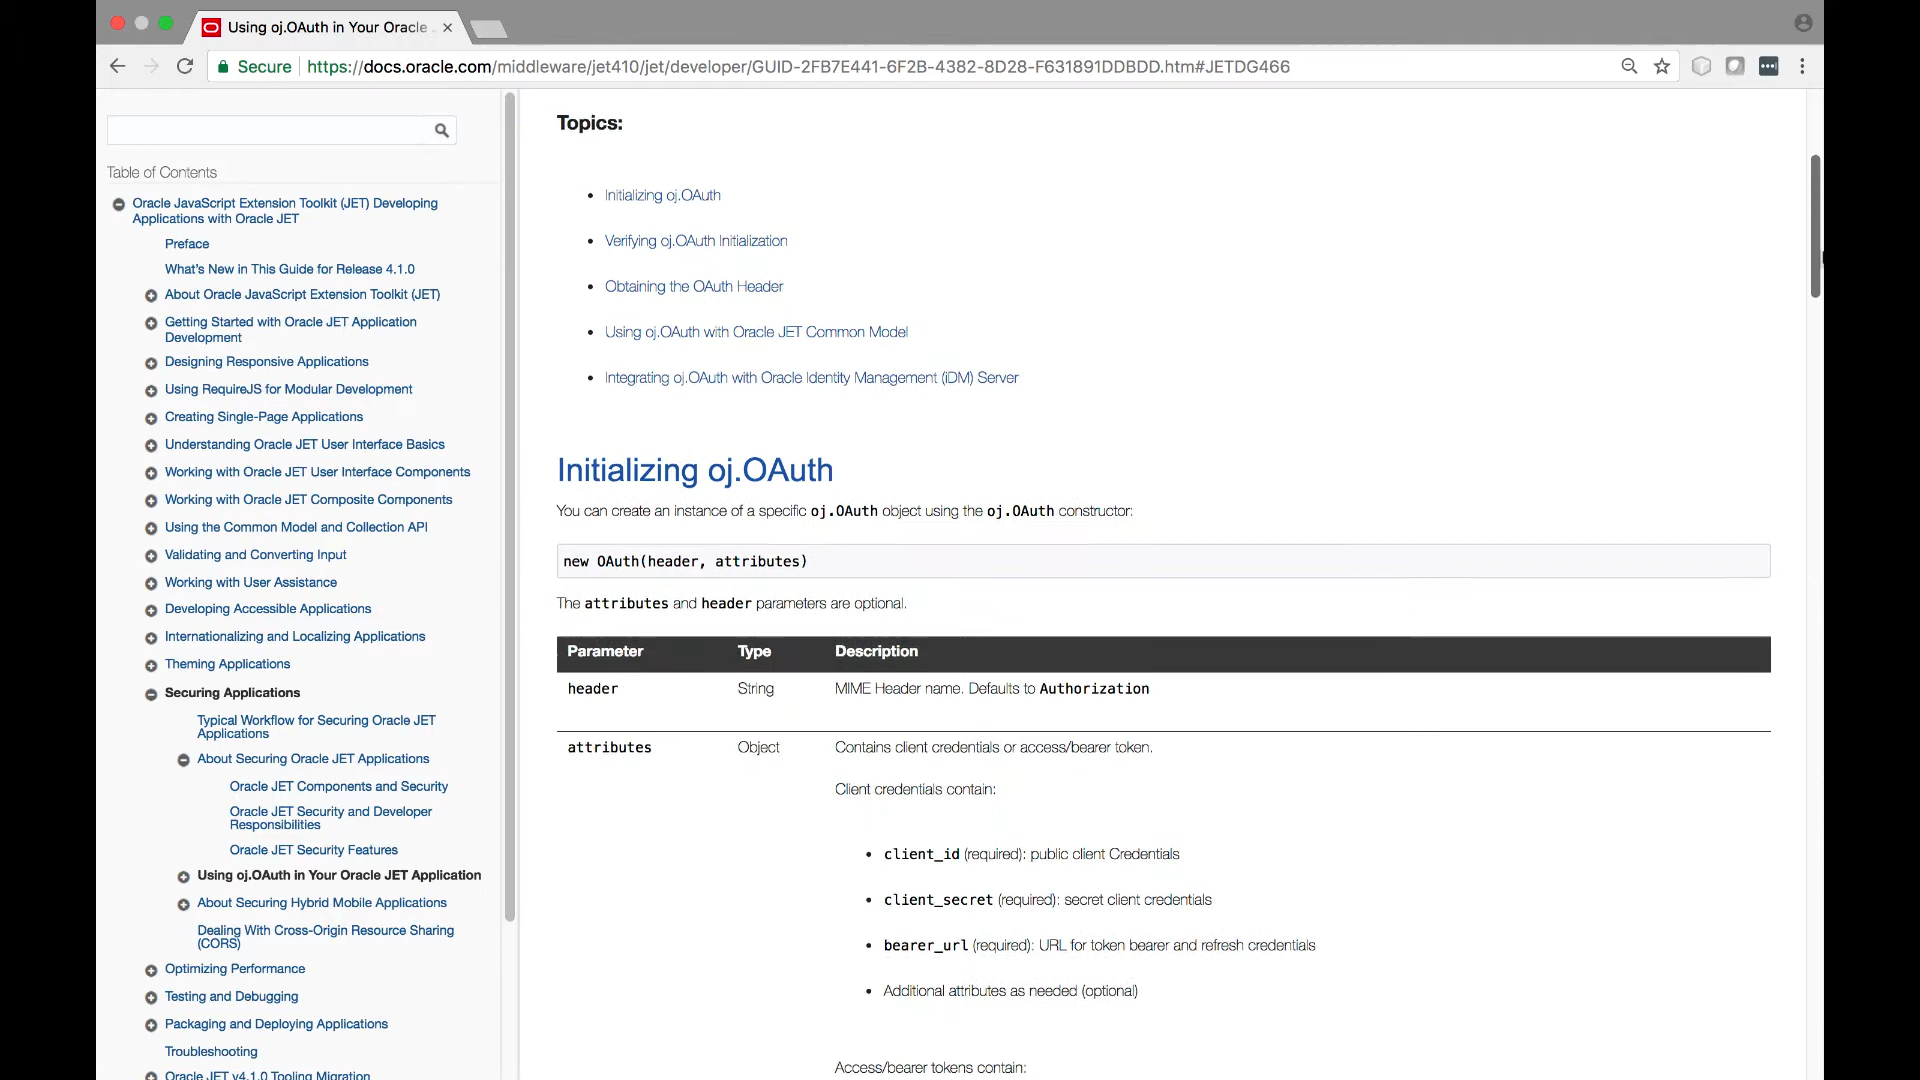 Using oj.OAuth in Your Oracle
Secure https://docs.oracle.com/middleware/jet410/jet/developer/GUID-2FB7E441-6F2B-4382-8D28-F631891DDBDD.htm#JETDG466
Table of Contents
Oracle JavaScript Extension Toolkit (JET) Developing
Applications with Oracle JET
Preface
What's New in This Guide for Release 4.1.0
About Oracle JavaScript Extension Toolkit (JET)
Getting Started with Oracle JET Application
Development
Designing Responsive Applications
Using RequireJS for Modular Development
Creating Single-Page Applications
Understanding Oracle JET User Interface Basics
Working with Oracle JET User Interface Components
Working with Oracle JET Composite Components
Using the Common Model and Collection API
Validating and Converting Input
Working with User Assistance
Developing Accessible Applications
Internationalizing and Localizing Applications
Theming Applications
Securing Applications
Typical Workflow for Securing Oracle JET
Applications
About Securing Oracle JET Applications
Oracle JET Components and Security
Oracle JET Security and Developer
Responsibilities
Oracle JET Security Features
Using oj.OAuth in Your Oracle JET Application
About Securing Hybrid Mobile Applications
Dealing With Cross-Origin Resource Sharing
(CORS)
Optimizing Performance
Testing and Debugging
Packaging and Deploying Applications
Troubleshooting
Oracle JET v4.1.0 Tooling Migration
Topics:
• Initializing oj.OAuth
• Verifying oj.OAuth Initialization
• Obtaining the OAuth Header
• Using oj.OAuth with Oracle JET Common Model
• Integrating oj.OAuth with Oracle Identity Management (iDM) Server
Initializing oj.OAuth
You can create an instance of a specific oj.OAuth object using the oj.OAuth constructor:
new OAuth(header, attributes)
The attributes and header parameters are optional.
Parameter Type Description
header String MIME Header name. Defaults to Authorization
attributes Object Contains client credentials or access/bearer token.
Client credentials contain:
• client_id (required): public client Credentials
• client_secret (required): secret client credentials
• bearer_url (required): URL for token bearer and refresh credentials
• Additional attributes as needed (optional)
Access/bearer tokens contain: